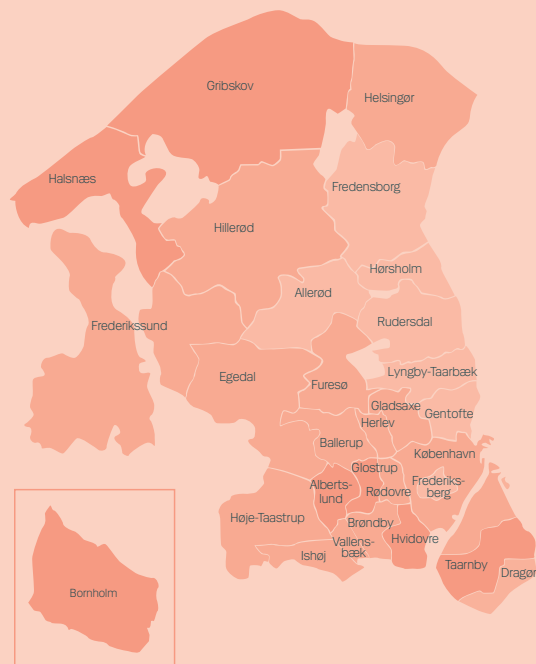 Gribskov
Helsingør
Halsnæs
Fredensborg
Hillerød
Hørsholm
Allerød
Frederikssund
Rudersdal
Lyngby-Taarbæk
Egedal
Furesø
Gladsaxe
Gentofte
Herlev
Ballerup
København
Glostrup
Alberts-
lund
Rødovre
Frederiks-
berg
Høje-Taastrup
Brøndby
Vallens-
bæk
Hvidovre
Ishøj
Taarnby
Dragør
Bornholm